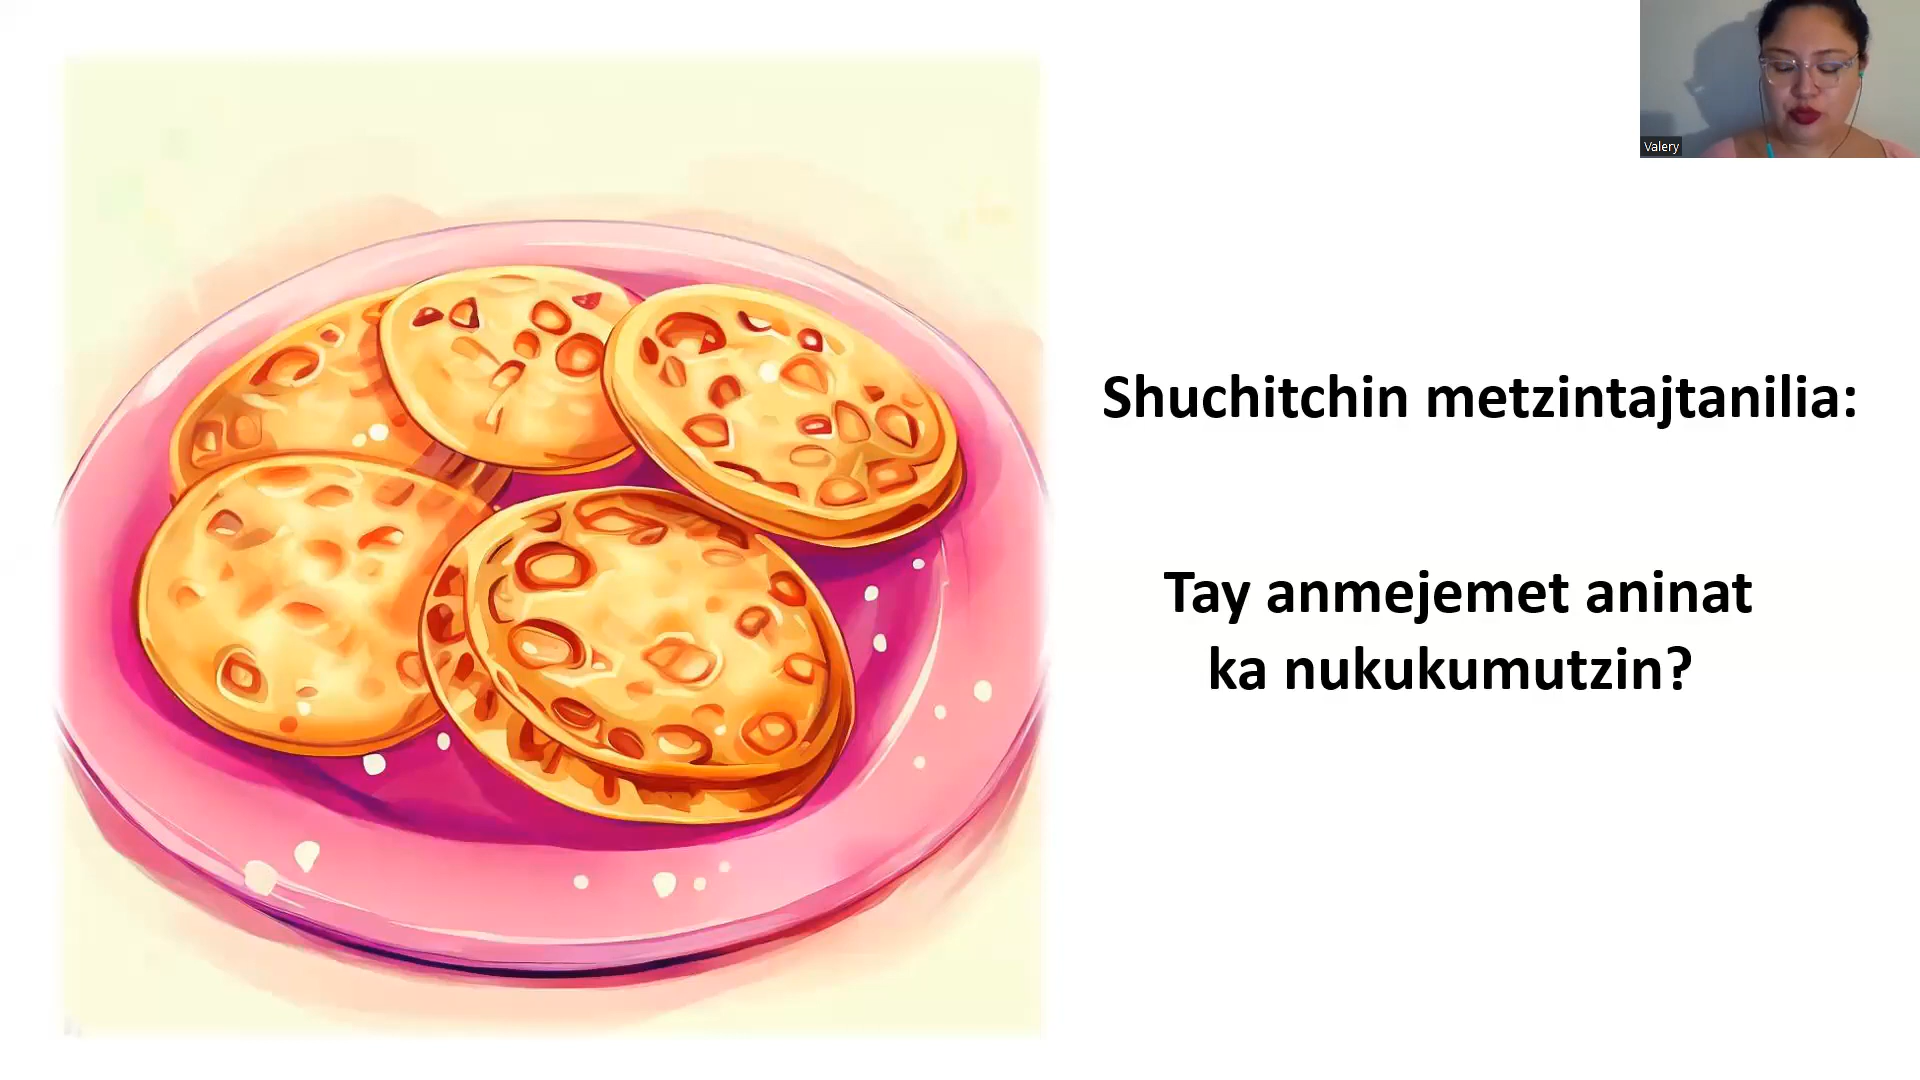 Valery
Shuchitchin metzintajtanilia:
Tay anmejemet aninat
ka nukukumutzin?